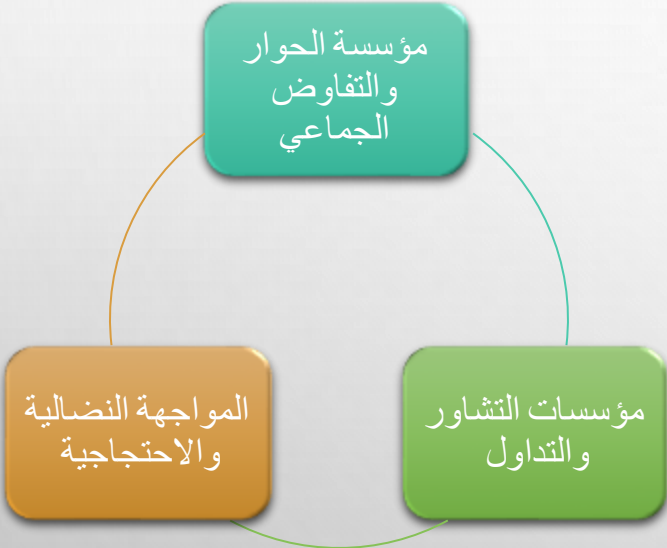 مؤسسة الحوار
والتفاوض
الجماعي
مؤسسات التشاور
والتداول
المواجهة النضالية
والاحتجاجية